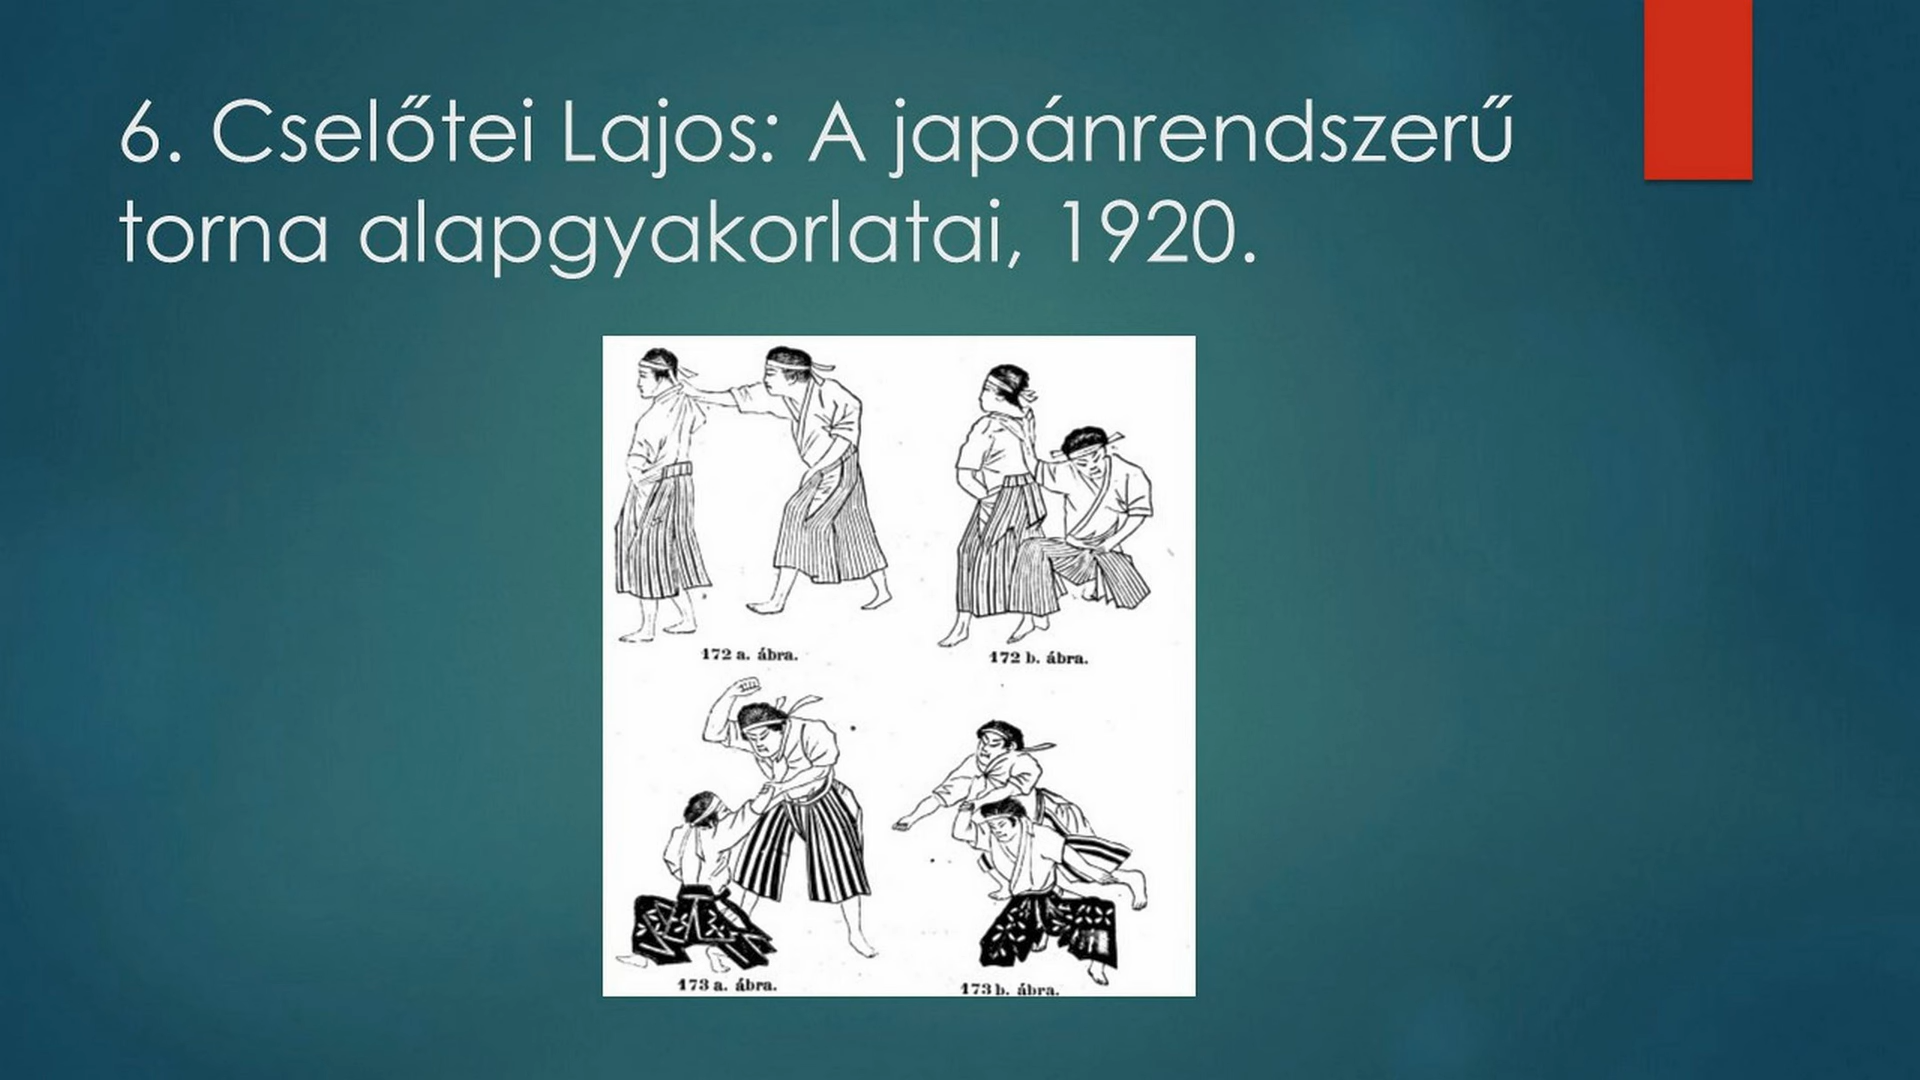 6. Cselőtei Lajos: A japánrendszerű
torna alapgyakorlatai, 1920.
172 a. ábra.
172 b. ábra.
173 a. ábra.
173 b. ábra.